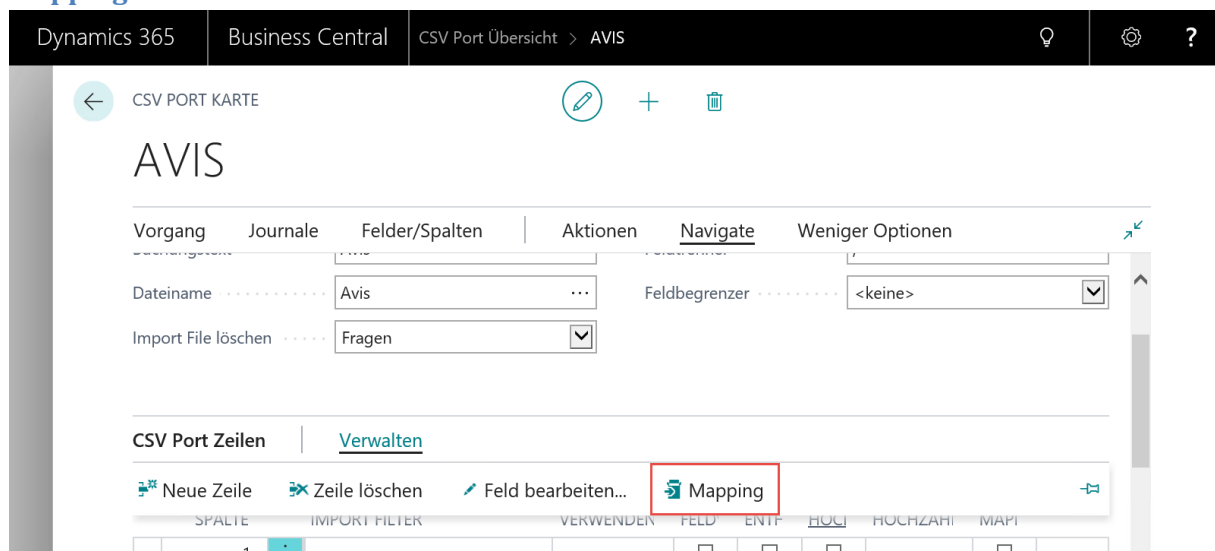 Dynamics 365 Business Central CSV Port Übersicht > AVIS ?
CSV PORT KARTE
AVIS
Vorgang Journale Felder/Spalten Aktionen Navigate Weniger Optionen
Dateiname Avis ... Feldbegrenzer <keine>
Import File löschen Fragen
CSV Port Zeilen Verwalten
Neue Zeile Zeile löschen Feld bearbeiten... Mapping
SPALTE IMPORT FILTER VERWENDEN FELD ENTF HOCH HOCHZAHL MAPP